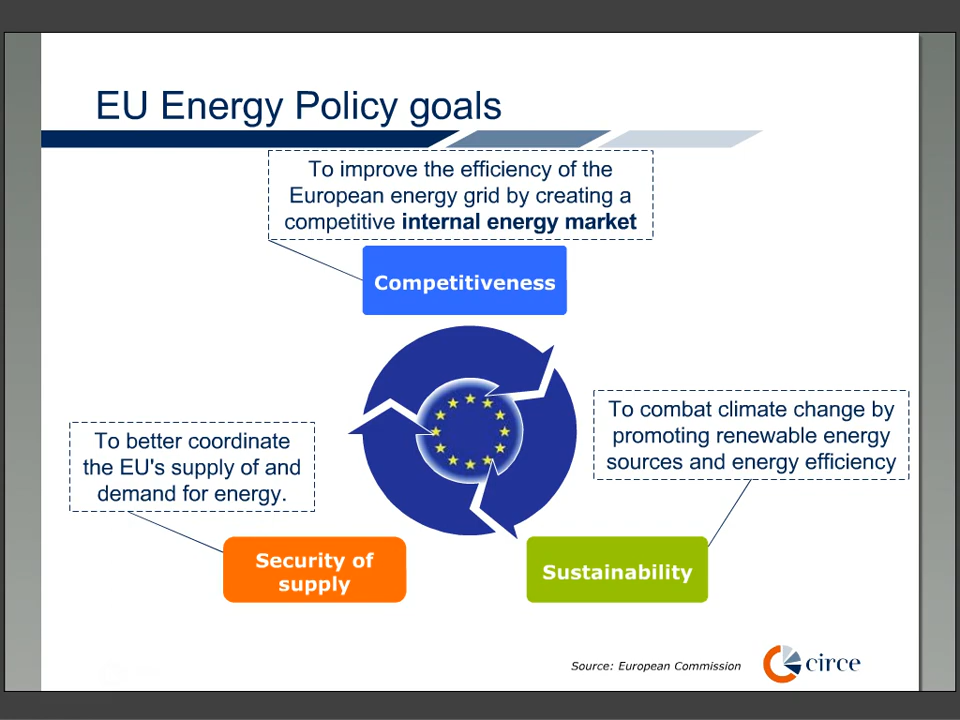 EU Energy Policy goals
To improve the efficiency of the
European energy grid by creating a
competitive internal energy market
Competitiveness
To combat climate change by
promoting renewable energy
sources and energy efficiency
To better coordinate
the EU's supply of and
demand for energy.
Security of
supply
Sustainability
Source: European Commission
circe